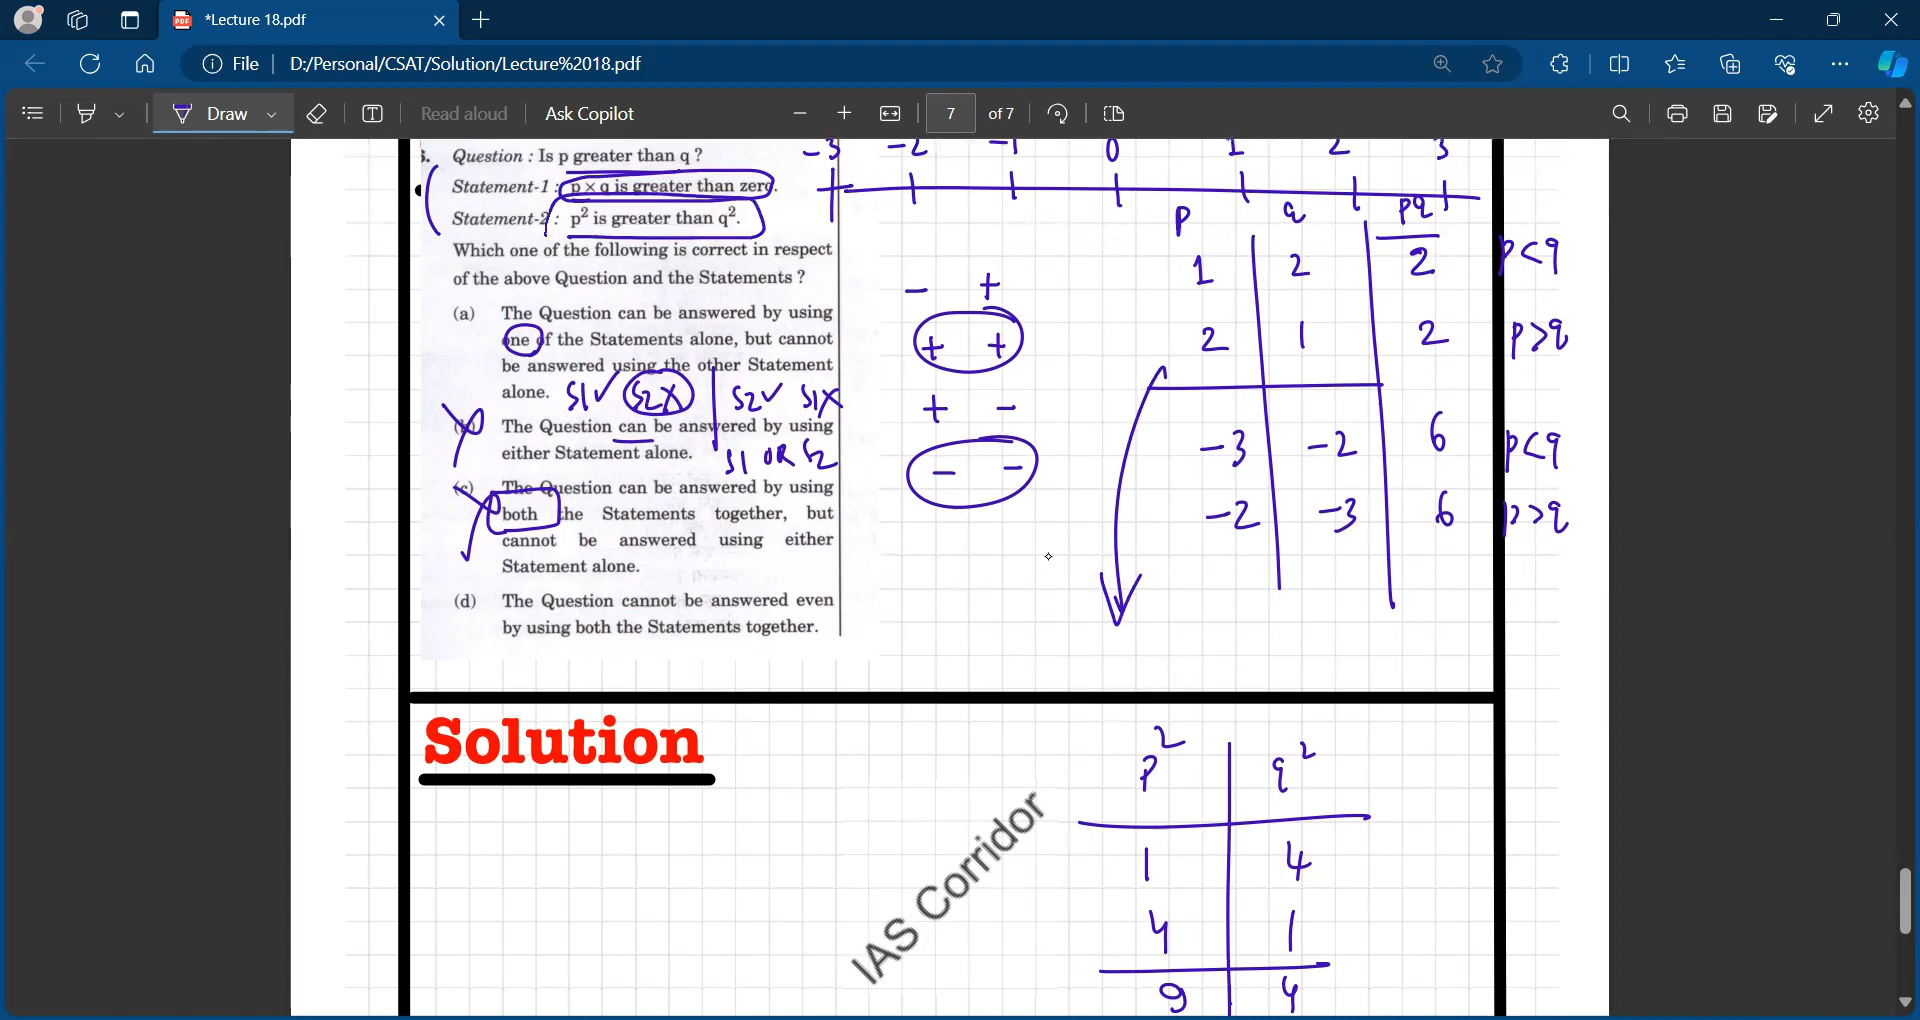 *Lecture 18.pdf
File
D:/Personal/CSAT/Solution/Lecture%2018.pdf
Draw
Read aloud
Ask Copilot
7
of 7
3. Question : Is p greater than q ?
Statement-1 : p × q is greater than zero.
Statement-2 : p² is greater than q².
Which one of the following is correct in respect
of the above Question and the Statements ?
(a) The Question can be answered by using
one of the Statements alone, but cannot
be answered using the other Statement
alone. S1✓ S2X S2✓ S1X
(b) The Question can be answered by using
either Statement alone. S1 OR S2
(c) The Question can be answered by using
both the Statements together, but
cannot be answered using either
Statement alone.
(d) The Question cannot be answered even
by using both the Statements together.
-3 -2 -1 0 1 2 3
p q pq
1 2 2 p<q
2 1 2 p>q
-3 -2 6 p<q
-2 -3 6 p>q
- +
+ +
+ -
- -
Solution
p² q²
1 4
4 1
9 4
IAS Corridor